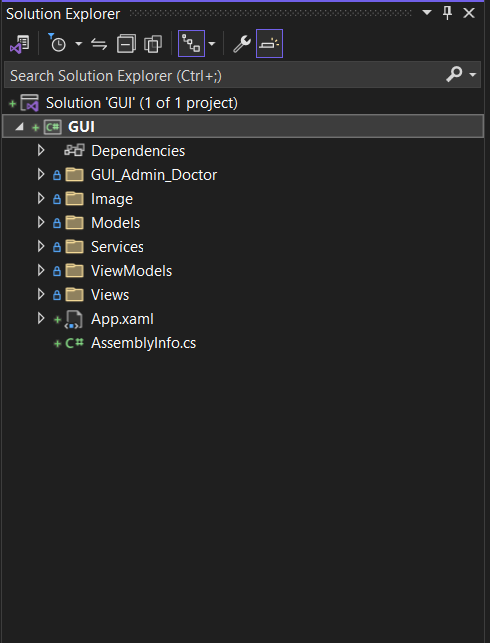 Solution Explorer
Search Solution Explorer (Ctrl+;)
Solution 'GUI' (1 of 1 project)
C# GUI
Dependencies
GUI_Admin_Doctor
Image
Models
Services
ViewModels
Views
App.xaml
C# AssemblyInfo.cs